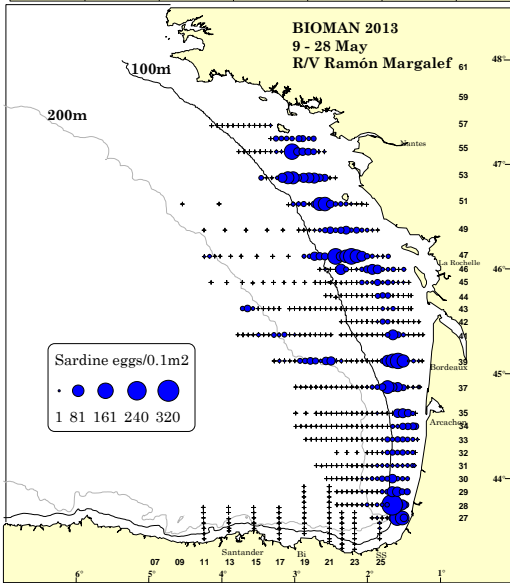 BIOMAN 2013
9 - 28 May
R/V Ramón Margalef
100m
200m
48°
61
59
57
Nantes
55
47°
53
51
49
47
La Rochelle
46
46°
45
44
43
42
41
39
Bordeaux
45°
37
35
Arcachon
34
33
32
31
30
44°
29
28
27
Sardine eggs/0.1m2
1 81 161 240 320
Santander Bi SS
07 09 11 13 15 17 19 21 23 25
6° 5° 4° 3° 2° 1°